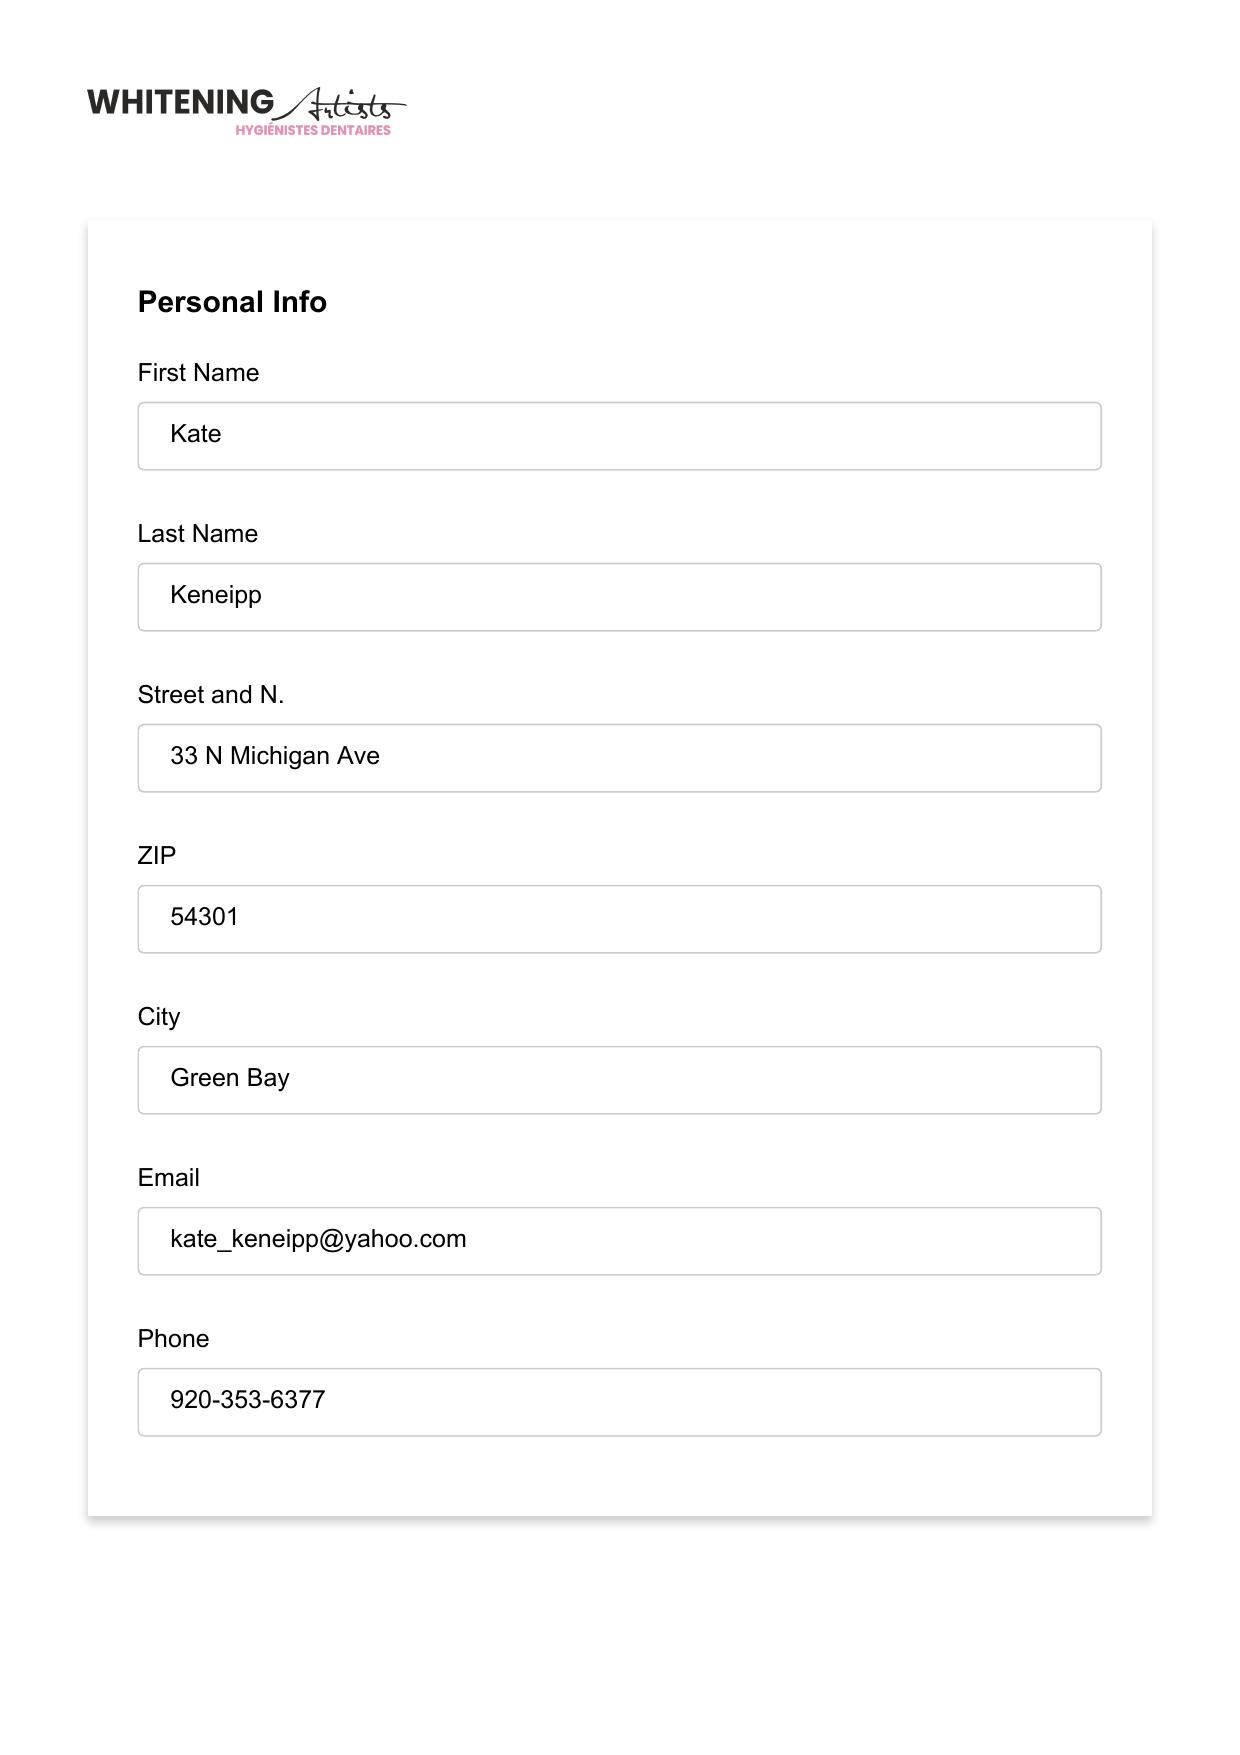 WHITENING Artists
HYGIÉNISTES DENTAIRES
Personal Info
First Name
Kate
Last Name
Keneipp
Street and N.
33 N Michigan Ave
ZIP
54301
City
Green Bay
Email
kate_keneipp@yahoo.com
Phone
920-353-6377